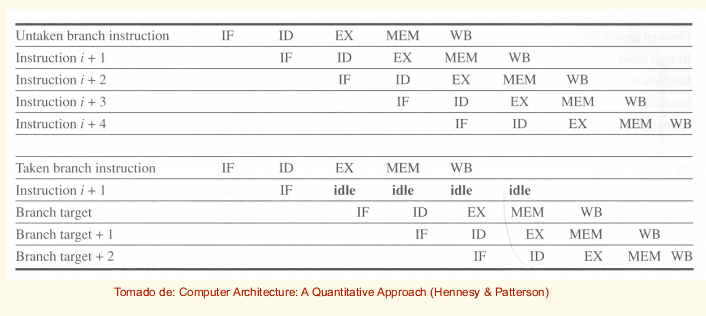 Untaken branch instruction IF ID EX MEM WB
Instruction i + 1 IF ID EX MEM WB
Instruction i + 2 IF ID EX MEM WB
Instruction i + 3 IF ID EX MEM WB
Instruction i + 4 IF ID EX MEM WB
Taken branch instruction IF ID EX MEM WB
Instruction i + 1 IF idle idle idle idle
Branch target IF ID EX MEM WB
Branch target + 1 IF ID EX MEM WB
Branch target + 2 IF ID EX MEM WB
Tomado de: Computer Architecture: A Quantitative Approach (Hennesy & Patterson)